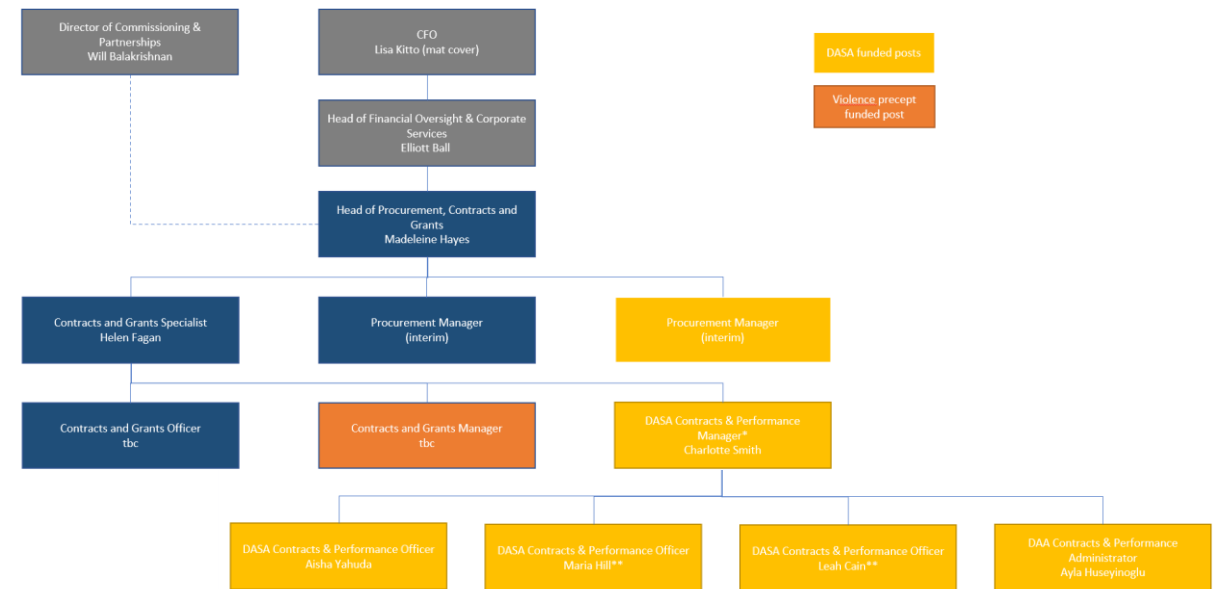 Director of Commissioning &
Partnerships
Will Balakrishnan
CFO
Lisa Kitto (mat cover)
DASA funded posts
Violence precept
funded post
Head of Financial Oversight & Corporate
Services
Elliott Ball
Head of Procurement, Contracts and
Grants
Madeleine Hayes
Contracts and Grants Specialist
Helen Fagan
Procurement Manager
(interim)
Procurement Manager
(interim)
Contracts and Grants Officer
tbc
Contracts and Grants Manager
tbc
DASA Contracts & Performance
Manager*
Charlotte Smith
DASA Contracts & Performance Officer
Aisha Yahuda
DASA Contracts & Performance Officer
Maria Hill**
DASA Contracts & Performance Officer
Leah Cain**
DAA Contracts & Performance
Administrator
Ayla Huseyinoglu